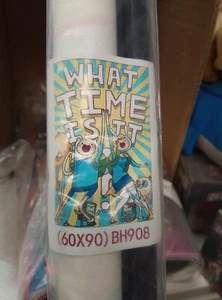 WHAT
TIME
IS IT
(60X90) BH908